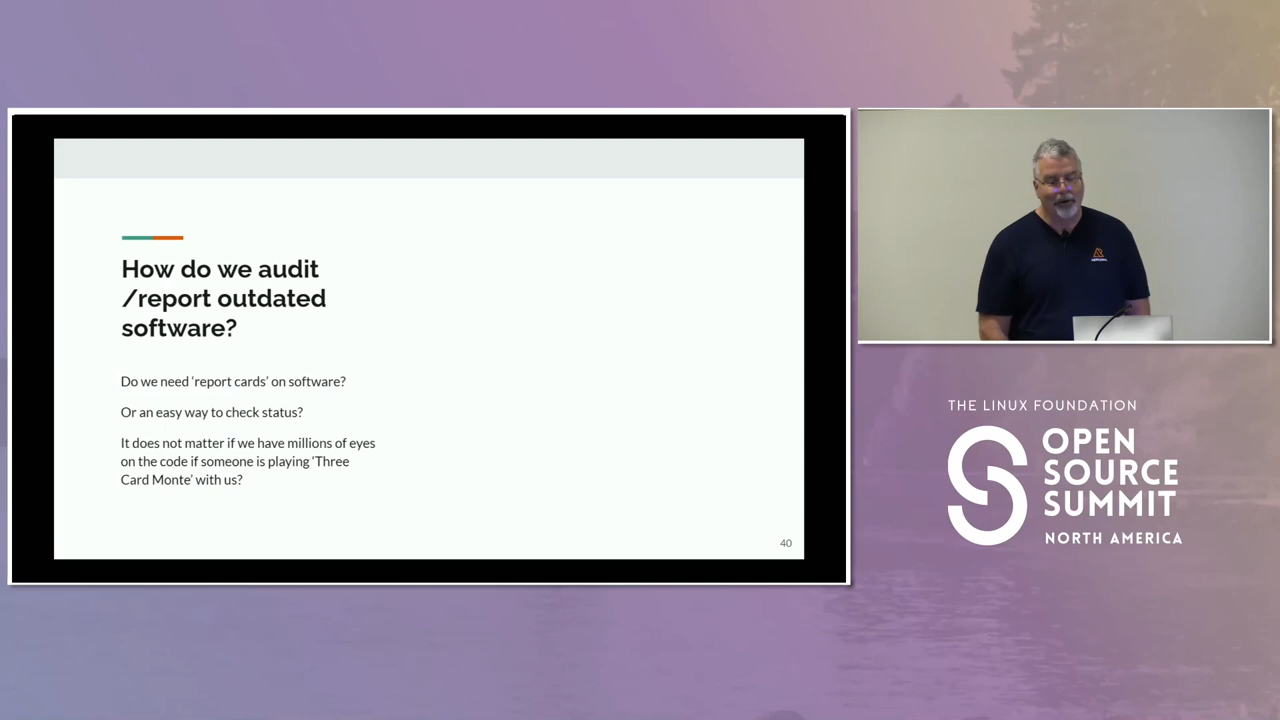 How do we audit
/report outdated
software?
Do we need ‘report cards’ on software?
Or an easy way to check status?
It does not matter if we have millions of eyes
on the code if someone is playing ‘Three
Card Monte’ with us?
40
THE LINUX FOUNDATION
OPEN
SOURCE
SUMMIT
NORTH AMERICA